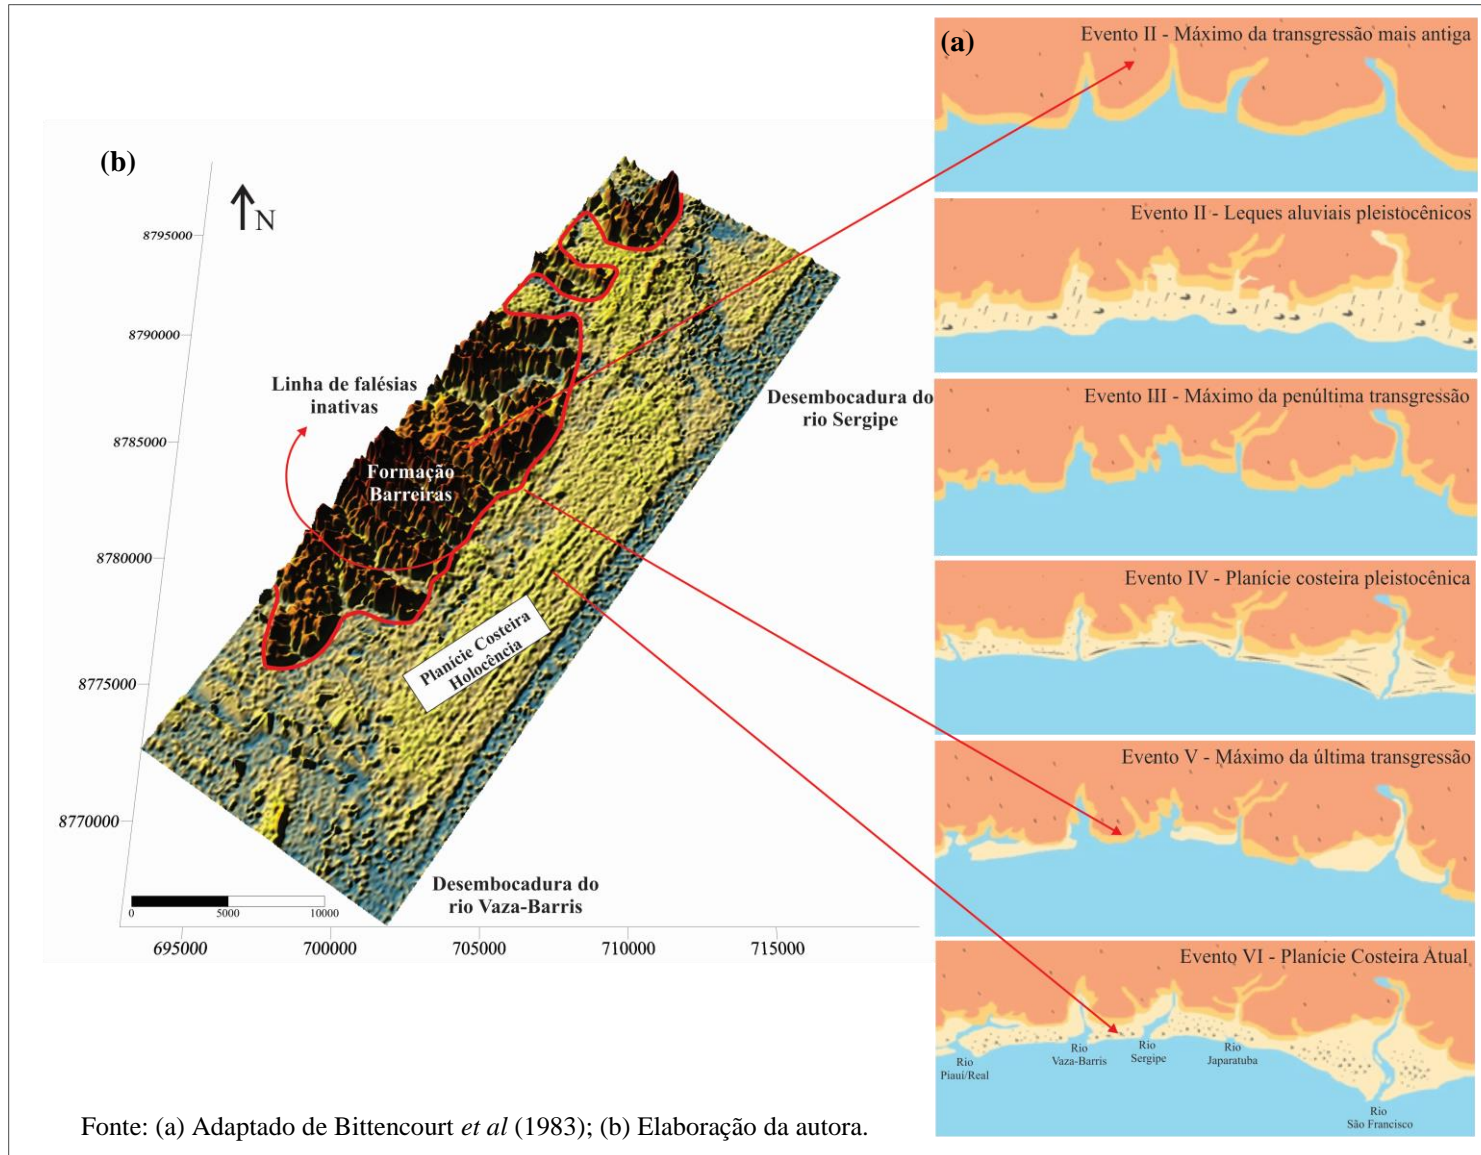 (a)
Evento II - Máximo da transgressão mais antiga
Evento II - Leques aluviais pleistocênicos
Evento III - Máximo da penúltima transgressão
Evento IV - Planície costeira pleistocênica
Evento V - Máximo da última transgressão
Evento VI - Planície Costeira Atual
Rio
Piauí/Real
Rio
Vaza-Barris
Rio
Sergipe
Rio
Japaratuba
Rio
São Francisco
(b)
N
8795000
8790000
8785000
8780000
8775000
8770000
Linha de falésias
inativas
Formação
Barreiras
Planície Costeira
Holocência
Desembocadura do
rio Sergipe
Desembocadura do
rio Vaza-Barris
0
5000
10000
695000
700000
705000
710000
715000
Fonte: (a) Adaptado de Bittencourt et al (1983); (b) Elaboração da autora.